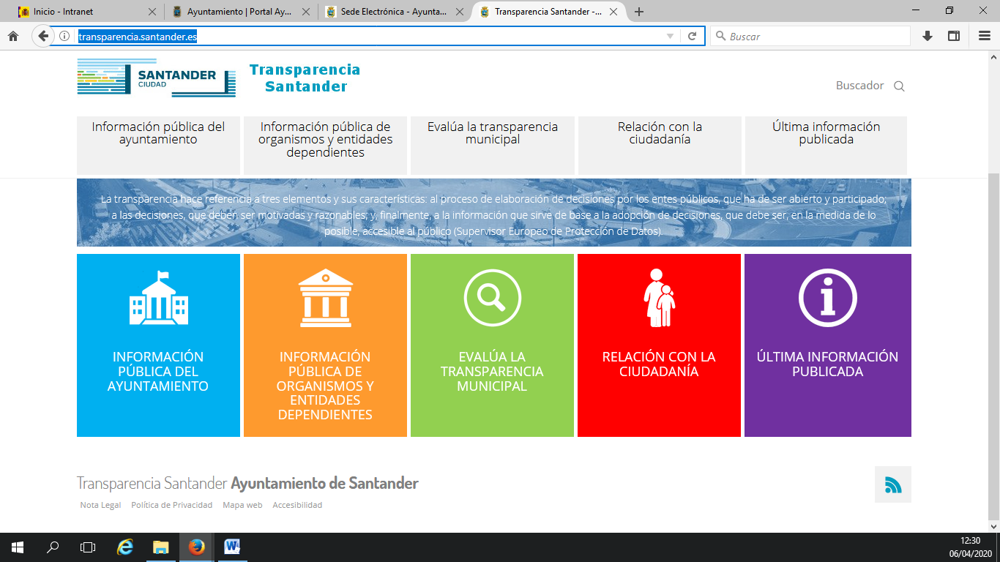 Inicio - Intranet
Ayuntamiento | Portal Ay...
Sede Electrónica - Ayunta...
Transparencia Santander -...
transparencia.santander.es
Buscar
SANTANDER
CIUDAD
Transparencia
Santander
Buscador
Información pública del
ayuntamiento
Información pública de
organismos y entidades
dependientes
Evalúa la transparencia
municipal
Relación con la
ciudadanía
Última información
publicada
La transparencia hace referencia a tres elementos y sus características: al proceso de elaboración de decisiones por los entes públicos, que ha de ser abierto y participado;
a las decisiones, que deben ser motivadas y razonables; y, finalmente, a la información que sirve de base a la adopción de decisiones, que debe ser, en la medida de lo
posible, accesible al público (Supervisor Europeo de Protección de Datos).
INFORMACIÓN
PÚBLICA DEL
AYUNTAMIENTO
INFORMACIÓN
PÚBLICA DE
ORGANISMOS Y
ENTIDADES
DEPENDIENTES
EVALÚA LA
TRANSPARENCIA
MUNICIPAL
RELACIÓN CON LA
CIUDADANÍA
ÚLTIMA INFORMACIÓN
PUBLICADA
Transparencia Santander Ayuntamiento de Santander
Nota Legal Política de Privacidad Mapa web Accesibilidad
12:30
06/04/2020